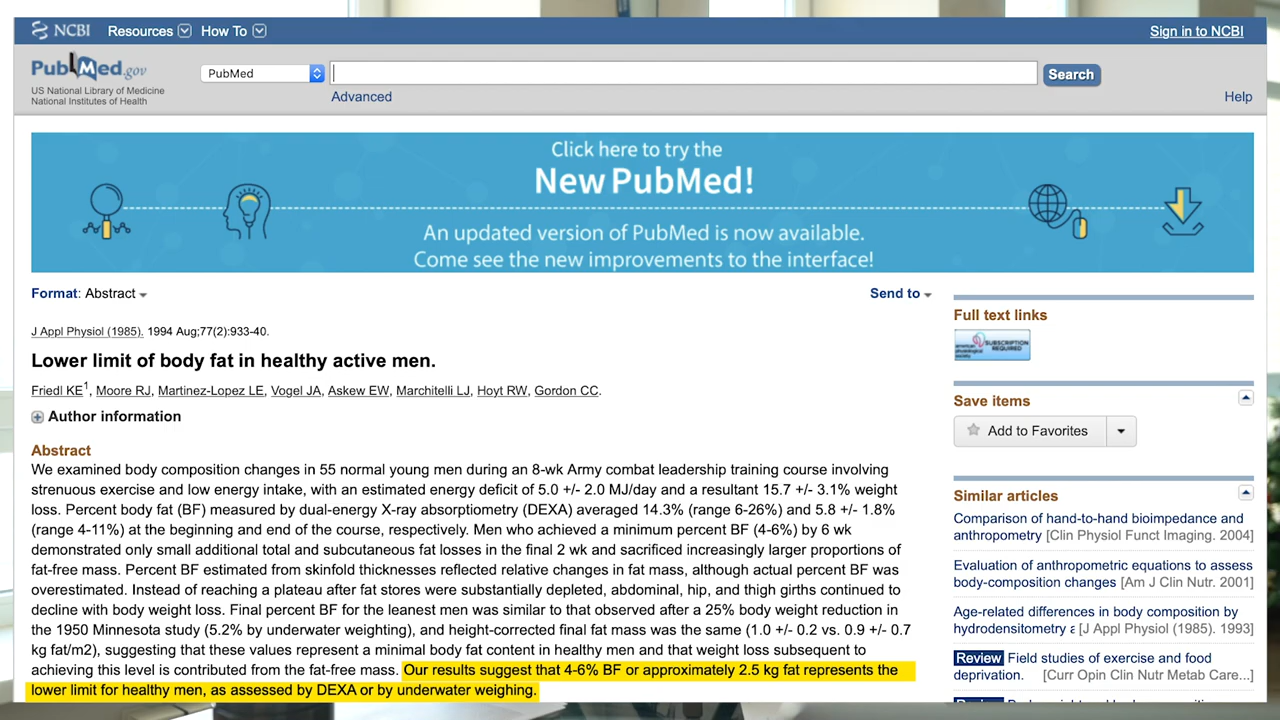 NCBI Resources How To Sign in to NCBI
PubMed.gov
US National Library of Medicine
National Institutes of Health
PubMed
Search
Advanced
Help
Click here to try the
New PubMed!
An updated version of PubMed is now available.
Come see the new improvements to the interface!
Format: Abstract
Send to
J Appl Physiol (1985). 1994 Aug;77(2):933-40.
Lower limit of body fat in healthy active men.
Friedl KE1, Moore RJ, Martinez-Lopez LE, Vogel JA, Askew EW, Marchitelli LJ, Hoyt RW, Gordon CC.
Author information
Abstract
We examined body composition changes in 55 normal young men during an 8-wk Army combat leadership training course involving
strenuous exercise and low energy intake, with an estimated energy deficit of 5.0 +/- 2.0 MJ/day and a resultant 15.7 +/- 3.1% weight
loss. Percent body fat (BF) measured by dual-energy X-ray absorptiometry (DEXA) averaged 14.3% (range 6-26%) and 5.8 +/- 1.8%
(range 4-11%) at the beginning and end of the course, respectively. Men who achieved a minimum percent BF (4-6%) by 6 wk
demonstrated only small additional total and subcutaneous fat losses in the final 2 wk and sacrificed increasingly larger proportions of
fat-free mass. Percent BF estimated from skinfold thicknesses reflected relative changes in fat mass, although actual percent BF was
overestimated. Instead of reaching a plateau after fat stores were substantially depleted, abdominal, hip, and thigh girths continued to
decline with body weight loss. Final percent BF for the leanest men was similar to that observed after a 25% body weight reduction in
the 1950 Minnesota study (5.2% by underwater weighting), and height-corrected final fat mass was the same (1.0 +/- 0.2 vs. 0.9 +/- 0.7
kg fat/m2), suggesting that these values represent a minimal body fat content in healthy men and that weight loss subsequent to
achieving this level is contributed from the fat-free mass. Our results suggest that 4-6% BF or approximately 2.5 kg fat represents the
lower limit for healthy men, as assessed by DEXA or by underwater weighing.
Full text links
american physiological society SUBSCRIPTION REQUIRED
Save items
Add to Favorites
Similar articles
Comparison of hand-to-hand bioimpedance and
anthropometry [Clin Physiol Funct Imaging. 2004]
Evaluation of anthropometric equations to assess
body-composition changes [Am J Clin Nutr. 2001]
Age-related differences in body composition by
hydrodensitometry [J Appl Physiol (1985). 1993]
Review Field studies of exercise and food
deprivation. [Curr Opin Clin Nutr Metab Care...]